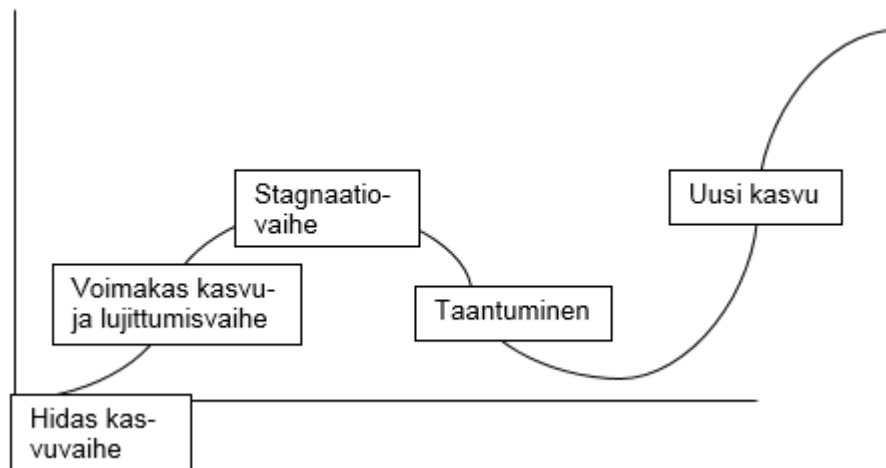 Stagnaatio-
vaihe
Uusi kasvu
Voimakas kasvu-
ja lujittumisvaihe
Taantuminen
Hidas kas-
vuvaihe